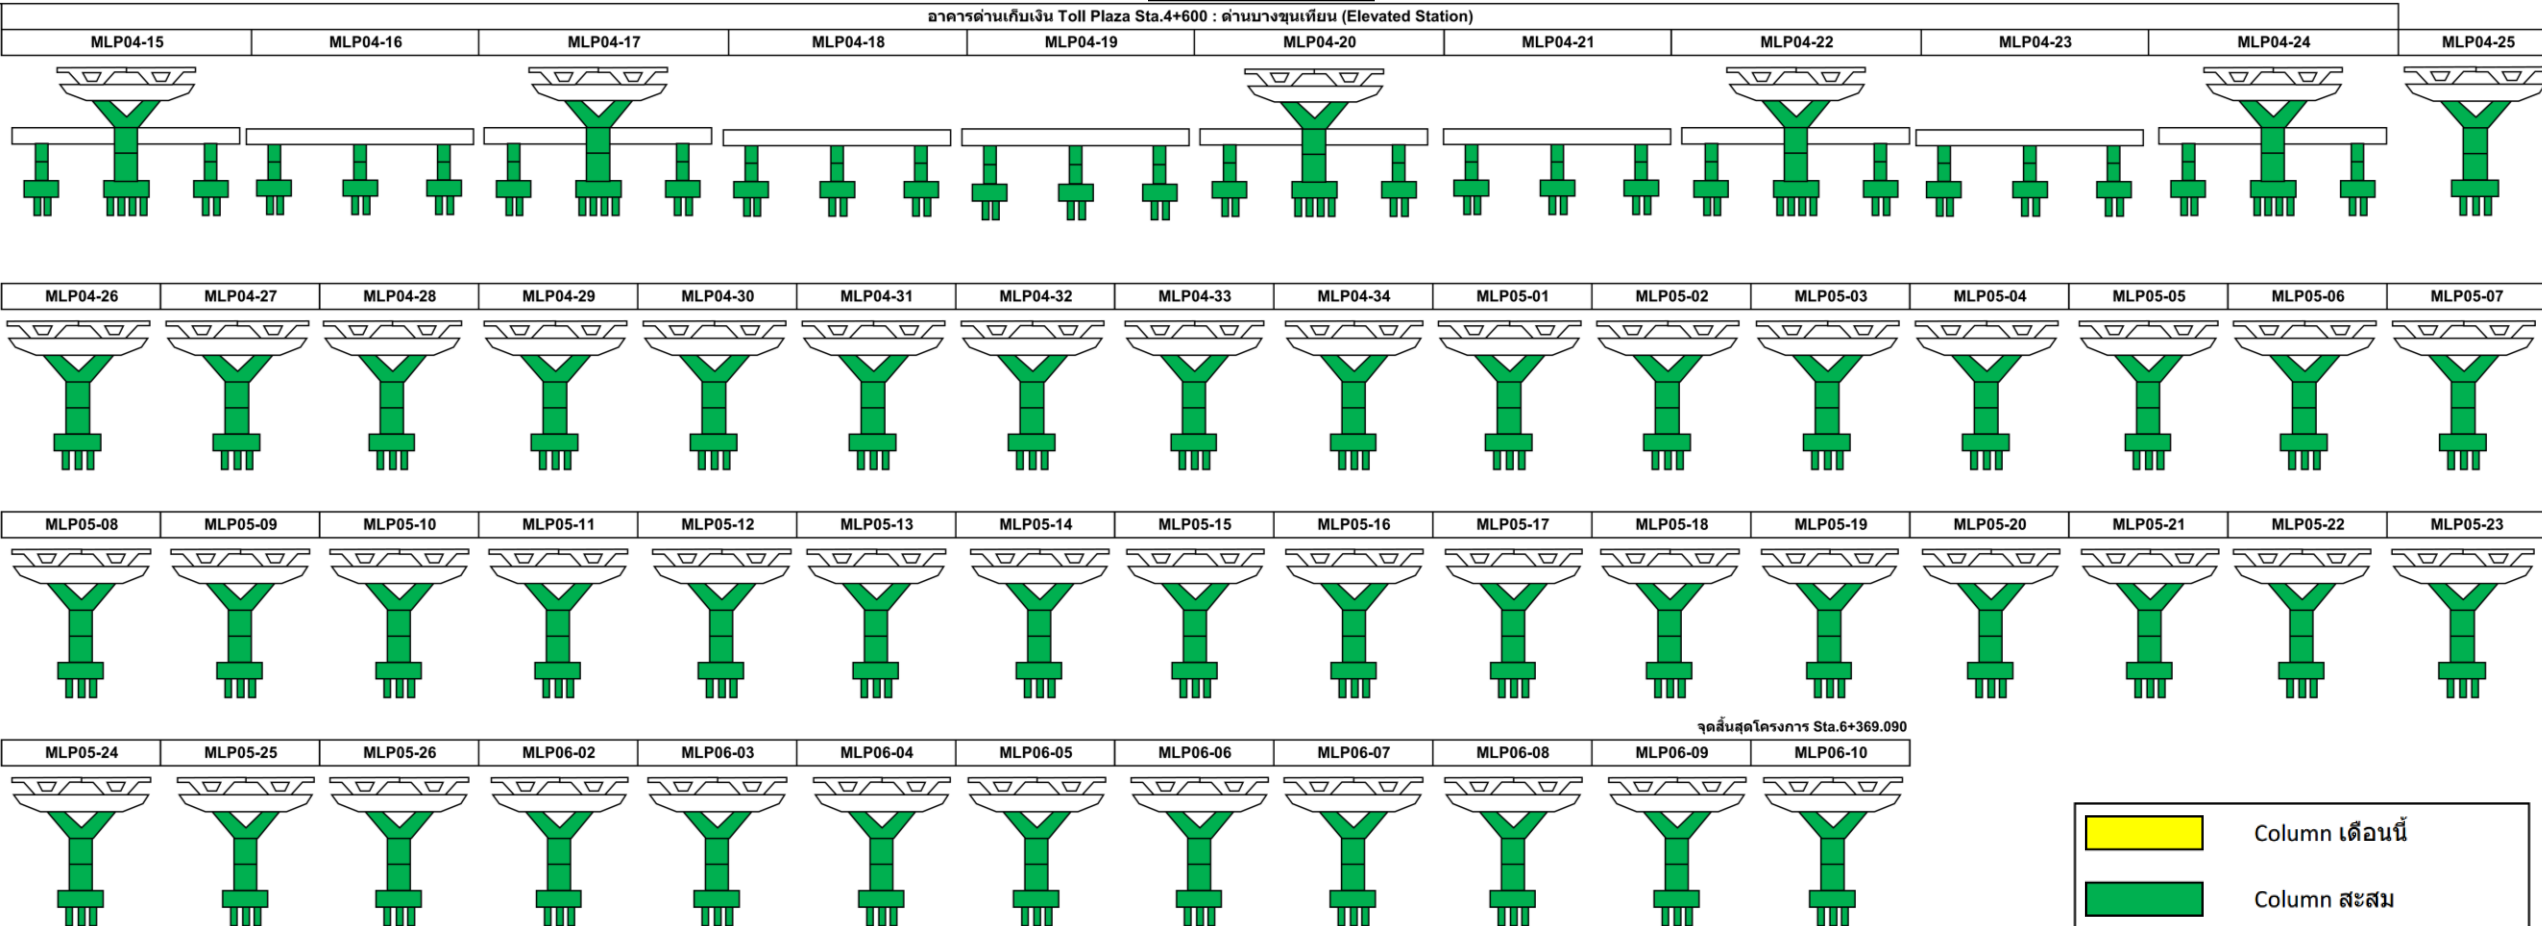 อาคารด่านเก็บเงิน Toll Plaza Sta.4+600 : ด่านบางขุนเทียน (Elevated Station)
MLP04-15 MLP04-16 MLP04-17 MLP04-18 MLP04-19 MLP04-20 MLP04-21 MLP04-22 MLP04-23 MLP04-24 MLP04-25
MLP04-26 MLP04-27 MLP04-28 MLP04-29 MLP04-30 MLP04-31 MLP04-32 MLP04-33 MLP04-34 MLP05-01 MLP05-02 MLP05-03 MLP05-04 MLP05-05 MLP05-06 MLP05-07
MLP05-08 MLP05-09 MLP05-10 MLP05-11 MLP05-12 MLP05-13 MLP05-14 MLP05-15 MLP05-16 MLP05-17 MLP05-18 MLP05-19 MLP05-20 MLP05-21 MLP05-22 MLP05-23
จุดสิ้นสุดโครงการ Sta.6+369.090
MLP05-24 MLP05-25 MLP05-26 MLP06-02 MLP06-03 MLP06-04 MLP06-05 MLP06-06 MLP06-07 MLP06-08 MLP06-09 MLP06-10
Column เดือนนี้
Column สะสม